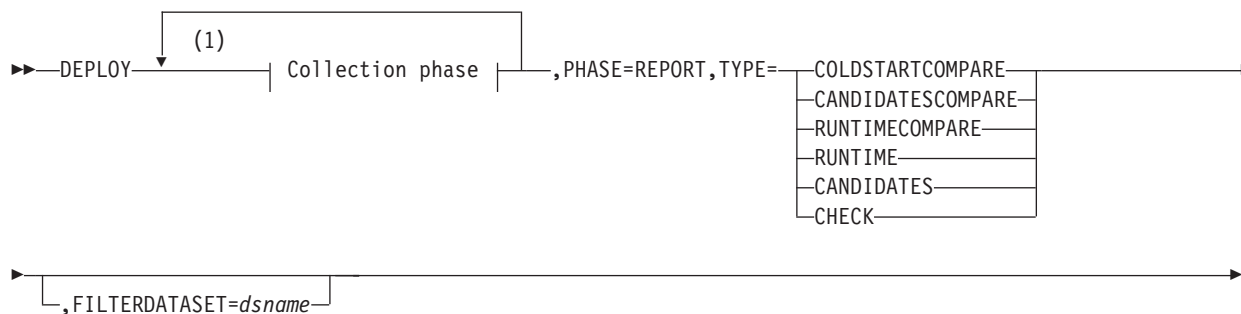 (1)
DEPLOY Collection phase ,PHASE=REPORT,TYPE= COLDSTARTCOMPARE
CANDIDATESCOMPARE
RUNTIMECOMPARE
RUNTIME
CANDIDATES
CHECK
,FILTERDATASET=dsname